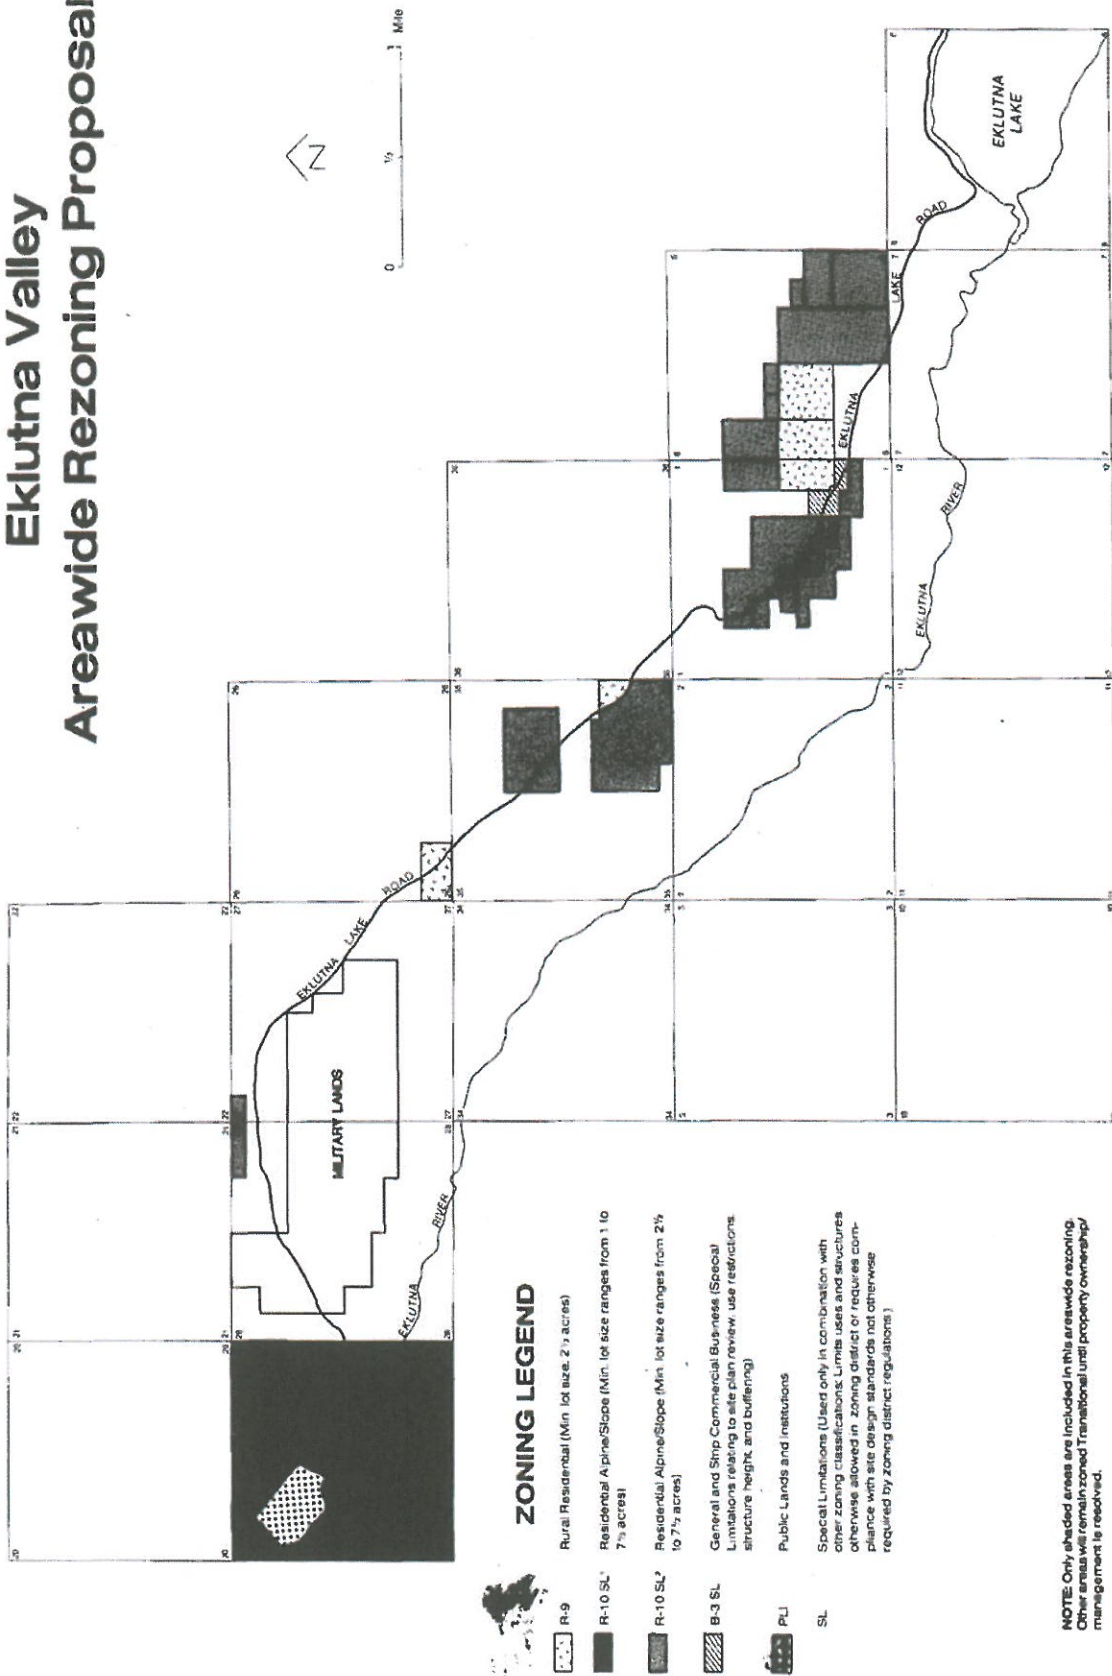 Eklutna Valley
Areawide Rezoning Proposal
N
0 ½ 1 Mile
EKLUTNA
LAKE
EKLUTNA LAKE ROAD
EKLUTNA RIVER
EKLUTNA LAKE ROAD
MILITARY LANDS
EKLUTNA RIVER
ZONING LEGEND
R-9 Rural Residential (Min. lot size, 2½ acres)
R-10 SL¹ Residential Alpine/Slope (Min. lot size ranges from 1 to
7½ acres)
R-10 SL² Residential Alpine/Slope (Min. lot size ranges from 2½
to 7½ acres)
B-3 SL General and Strip Commercial Business (Special
Limitations relating to site plan review, use restrictions,
structure height, and buffering)
PLI Public Lands and Institutions
SL Special Limitations (Used only in combination with
other zoning classifications: Limits uses and structures
otherwise allowed in zoning district or requires com-
pliance with site design standards not otherwise
required by zoning district regulations)
NOTE: Only shaded areas are included in this areawide rezoning.
Other areas will remain zoned Transitional until property ownership/
management is resolved.